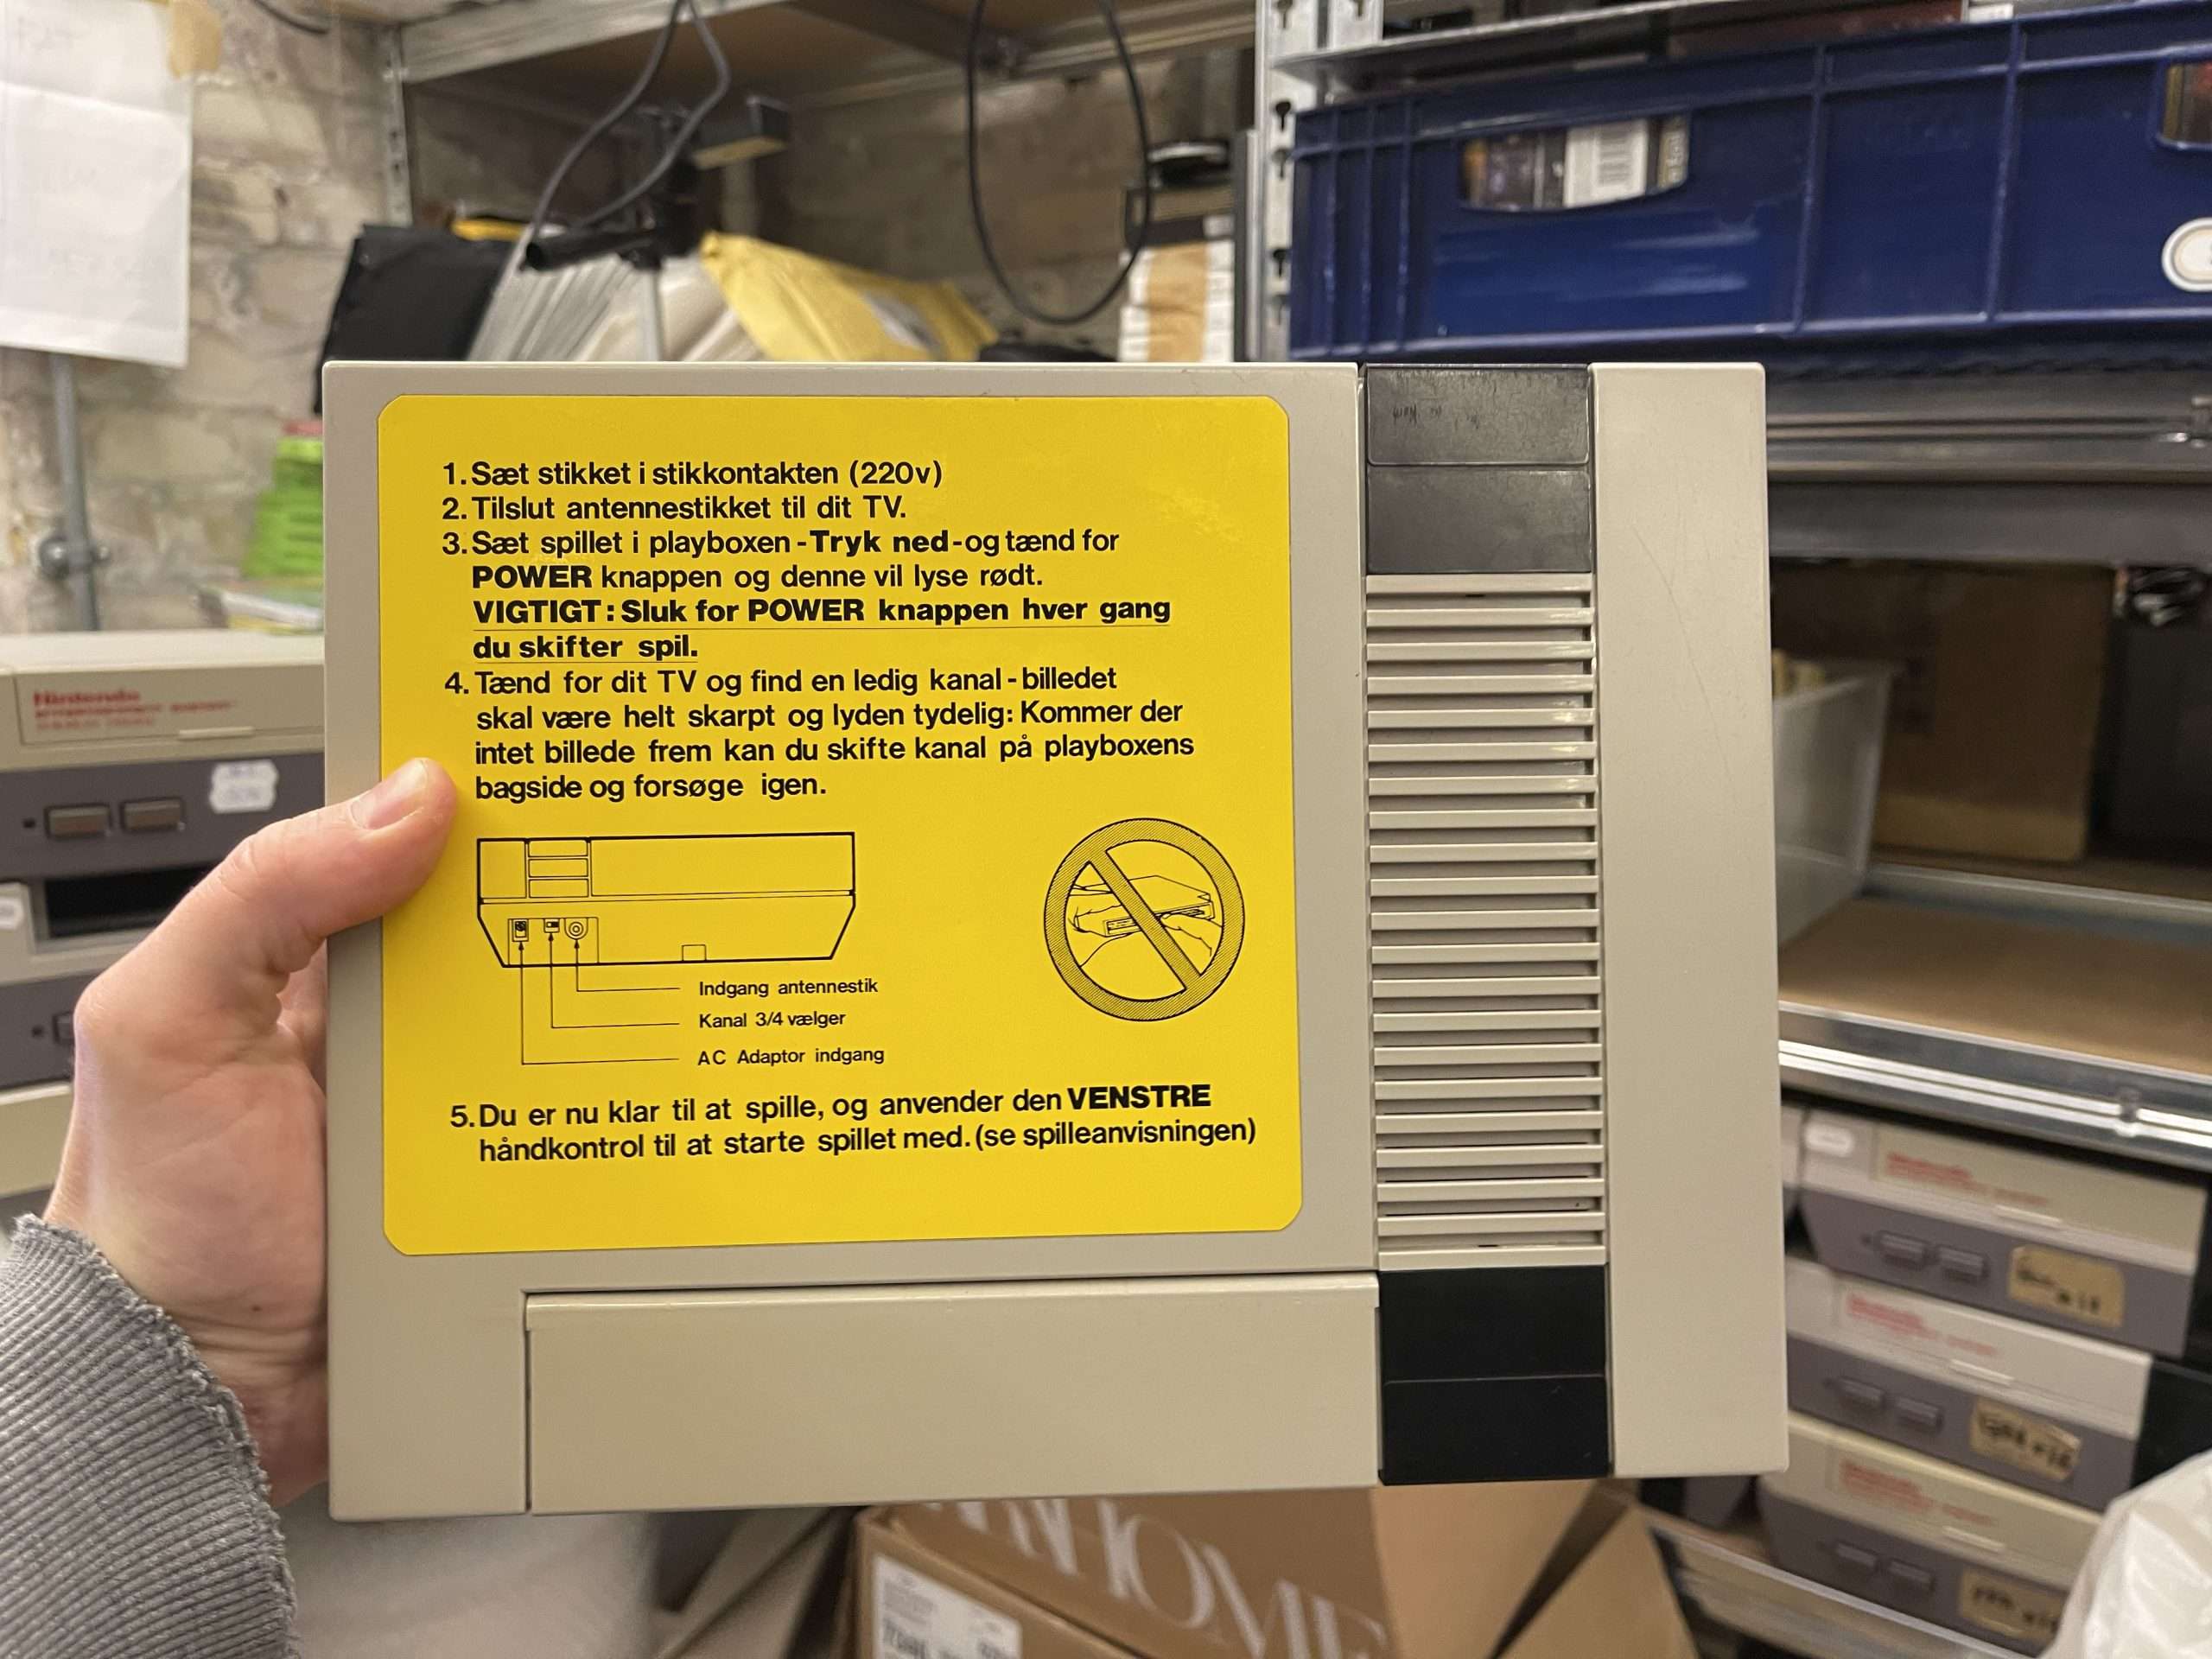 1. Sæt stikket i stikkontakten (220v)
2. Tilslut antennestikket til dit TV.
3. Sæt spillet i playboxen - Tryk ned - og tænd for
POWER knappen og denne vil lyse rødt.
VIGTIGT: Sluk for POWER knappen hver gang
du skifter spil.
4. Tænd for dit TV og find en ledig kanal - billedet
skal være helt skarpt og lyden tydelig: Kommer der
intet billede frem kan du skifte kanal på playboxens
bagside og forsøge igen.
Indgang antennestik
Kanal 3/4 vælger
AC Adaptor indgang
5. Du er nu klar til at spille, og anvender den VENSTRE
håndkontrol til at starte spillet med. (se spilleanvisningen)
Nintendo
HOME